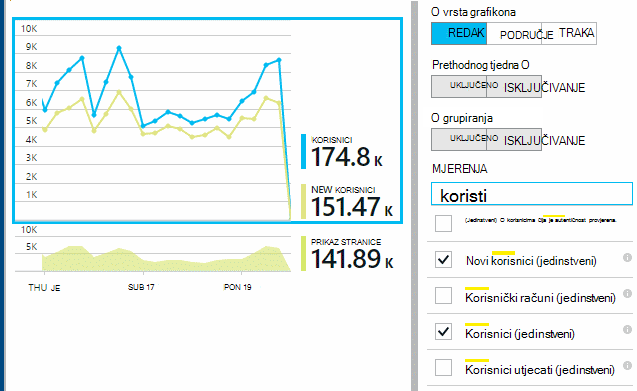 10K
9K
8K
7K
6K
5K
4K
3K
2K
1K
KORISNICI
174.8 K
NEW KORISNICI
151.47 K
10K
5K
PRIKAZ STRANICE
141.89 K
THU JE
SUB 17
PON 19
O vrsta grafikona
REDAK
PODRUČJE
TRAKA
Prethodnog tjedna O
UKLJUČENO
ISKLJUČIVANJE
O grupiranja
UKLJUČENO
ISKLJUČIVANJE
MJERENJA
koristi
(Jedinstveni) O korisnicima čija je autentičnost provjerena.
Novi korisnici (jedinstveni)
Korisnički računi (jedinstveni)
Korisnici (jedinstveni)
Korisnici utjecati (jedinstveni)